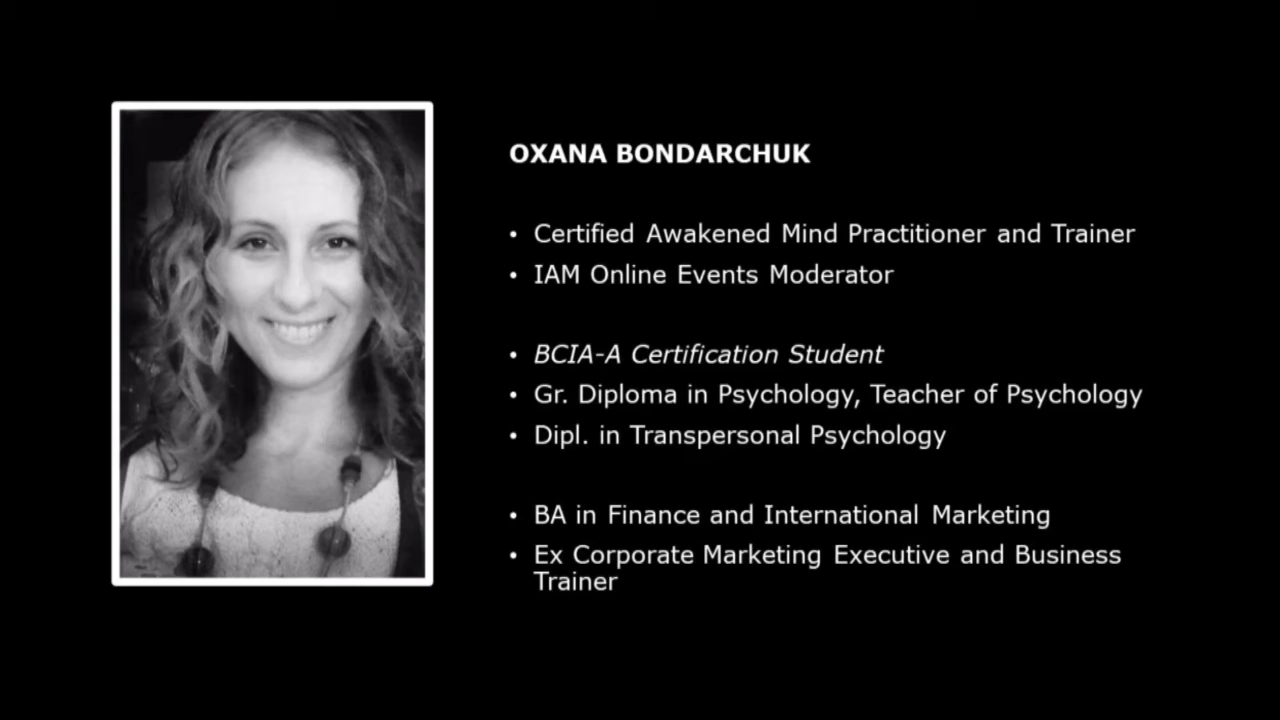 OXANA BONDARCHUK
• Certified Awakened Mind Practitioner and Trainer
• IAM Online Events Moderator
• BCIA-A Certification Student
• Gr. Diploma in Psychology, Teacher of Psychology
• Dipl. in Transpersonal Psychology
• BA in Finance and International Marketing
• Ex Corporate Marketing Executive and Business
Trainer